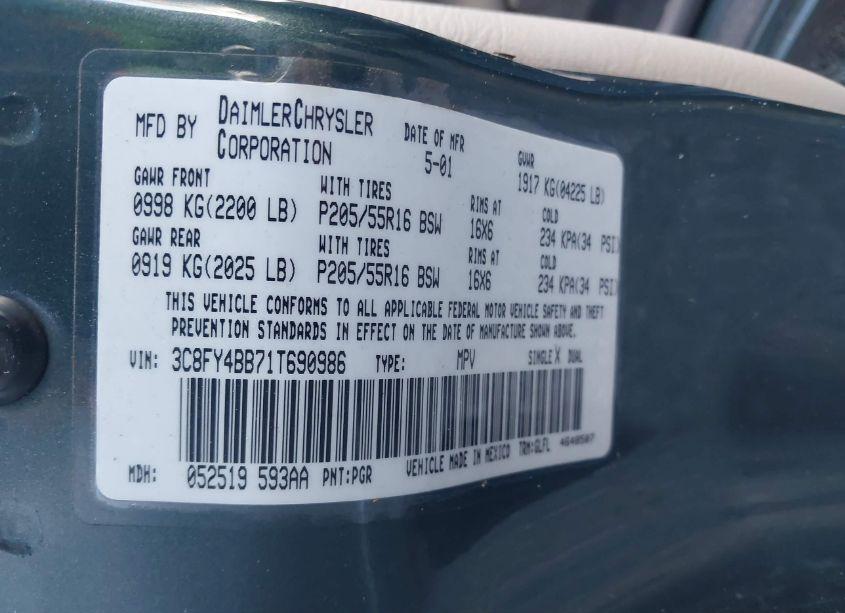 MFD BY DAIMLERCHRYSLER CORPORATION DATE OF MFR 5-01 GVWR 1917 KG(04225 LB)
GAWR FRONT WITH TIRES RIMS AT COLD
0998 KG(2200 LB) P205/55R16 BSW 16X6 234 KPA(34 PSI)
GAWR REAR WITH TIRES RIMS AT COLD
0919 KG(2025 LB) P205/55R16 BSW 16X6 234 KPA(34 PSI)
THIS VEHICLE CONFORMS TO ALL APPLICABLE FEDERAL MOTOR VEHICLE SAFETY AND THEFT
PREVENTION STANDARDS IN EFFECT ON THE DATE OF MANUFACTURE SHOWN ABOVE.
VIN: 3C8FY4BB71T690986 TYPE: MPV SINGLE X DUAL
MDH: 052519 593AA PNT:PGR VEHICLE MADE IN MEXICO TRM:GLFL 4640507